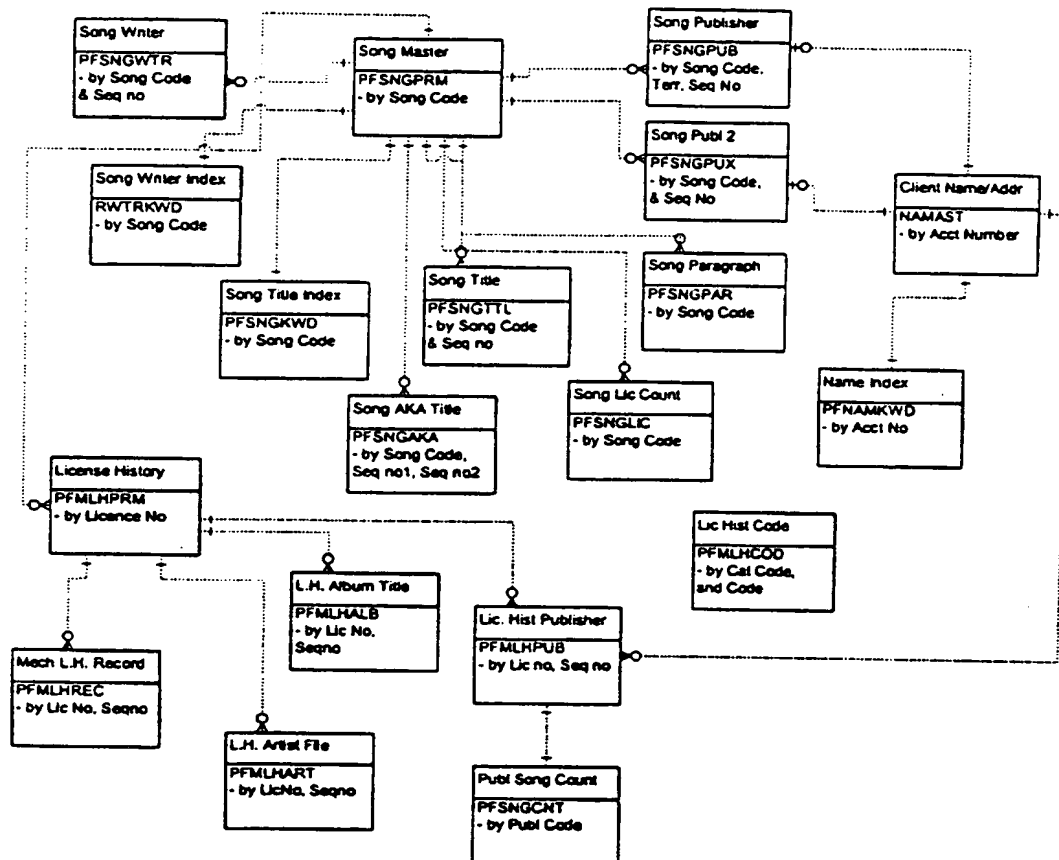 Song Writer
PFSNGWTR
- by Song Code
& Seq no
Song Master
PFSNGPRM
- by Song Code
Song Publisher
PFSNGPUB
- by Song Code,
Terr, Seq No
Song Publ 2
PFSNGPUX
- by Song Code,
& Seq No
Client Name/Addr
NAMAST
- by Acct Number
Song Writer Index
RWTRKWD
- by Song Code
Song Title Index
PFSNGKWD
- by Song Code
Song Title
PFSNGTTL
- by Song Code
& Seq no
Song Paragraph
PFSNGPAR
- by Song Code
Song AKA Title
PFSNGAKA
- by Song Code,
Seq no1, Seq no2
Song Lic Count
PFSNGLIC
- by Song Code
Name Index
PFNAMKWD
- by Acct No
License History
PFMLHPRM
- by Licence No
Lic Hist Code
PFMLHCOD
- by Cat Code,
and Code
L.H. Album Title
PFMLHALB
- by Lic No,
Seqno
Lic. Hist Publisher
PFMLHPUB
- by Lic no, Seq no
Mech L.H. Record
PFMLHREC
- by Lic No, Seqno
L.H. Artist File
PFMLHART
- by LicNo, Seqno
Publ Song Count
PFSNGCNT
- by Publ Code